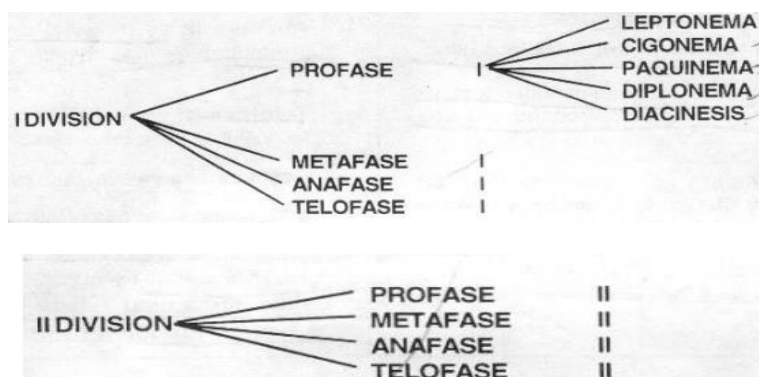 LEPTONEMA
CIGONEMA
PROFASE I PAQUINEMA
DIPLONEMA
I DIVISION DIACINESIS
METAFASE I
ANAFASE I
TELOFASE I
II DIVISION
PROFASE II
METAFASE II
ANAFASE II
TELOFASE II